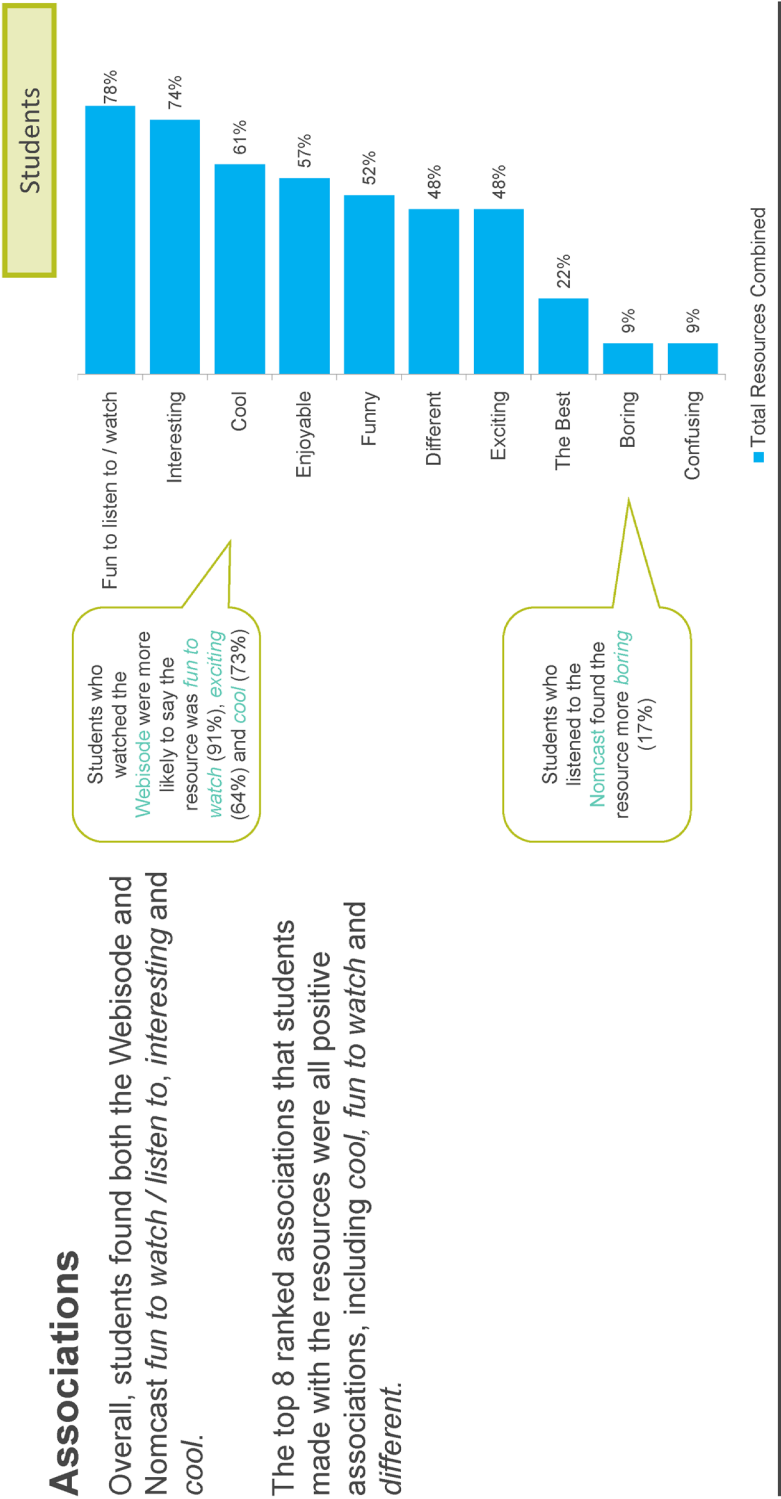 Students
Associations
Overall, students found both the Webisode and
Nomcast fun to watch / listen to, interesting and
cool.
The top 8 ranked associations that students
made with the resources were all positive
associations, including cool, fun to watch and
different.
Students who
watched the
Webisode were more
likely to say the
resource was fun to
watch (91%), exciting
(64%) and cool (73%)
Students who
listened to the
Nomcast found the
resource more boring
(17%)
Fun to listen to / watch 78%
Interesting 74%
Cool 61%
Enjoyable 57%
Funny 52%
Different 48%
Exciting 48%
The Best 22%
Boring 9%
Confusing 9%
Total Resources Combined